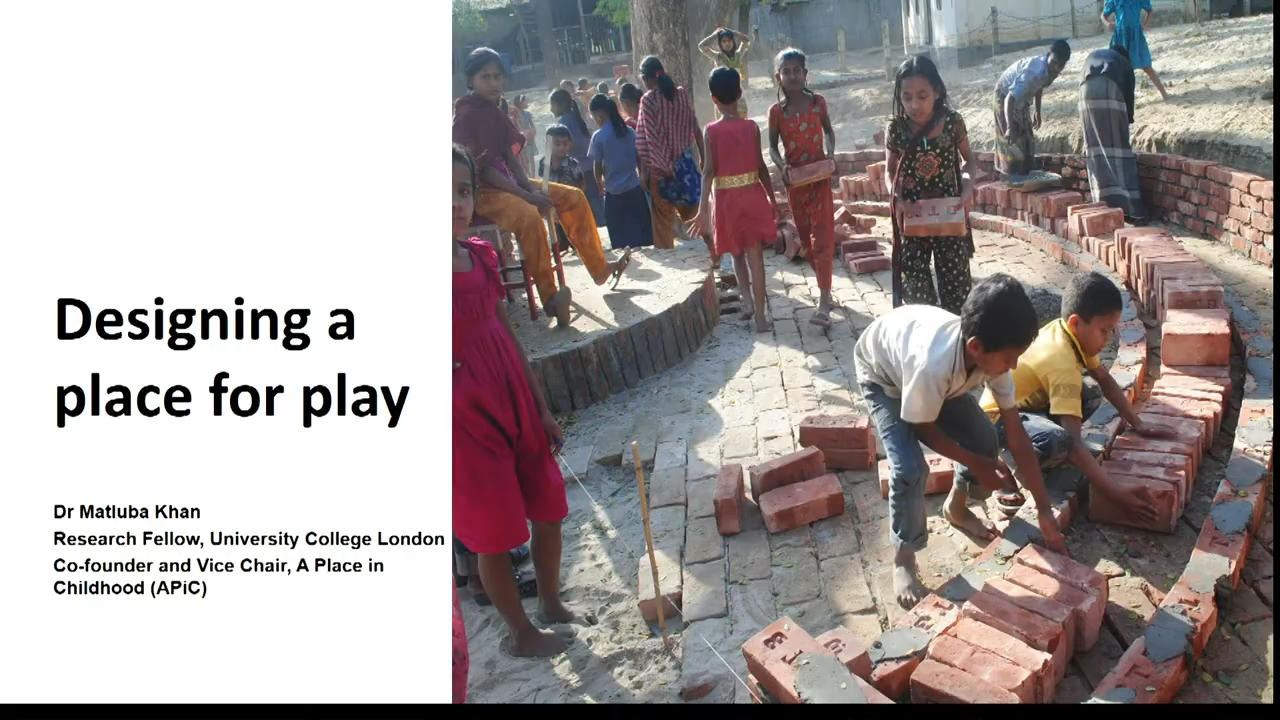 Designing a
place for play
Dr Matluba Khan
Research Fellow, University College London
Co-founder and Vice Chair, A Place in
Childhood (APiC)